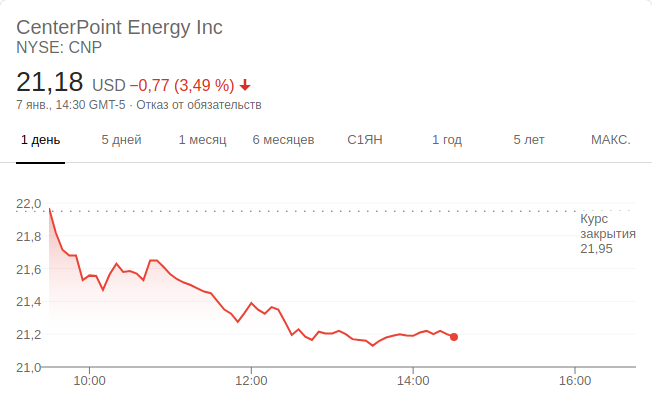 CenterPoint Energy Inc
NYSE: CNP
21,18 USD −0,77 (3,49 %)
7 янв., 14:30 GMT-5 · Отказ от обязательств
1 день 5 дней 1 месяц 6 месяцев С1ЯН 1 год 5 лет МАКС.
22,0
Курс
закрытия
21,95
21,8
21,6
21,4
21,2
21,0
10:00 12:00 14:00 16:00